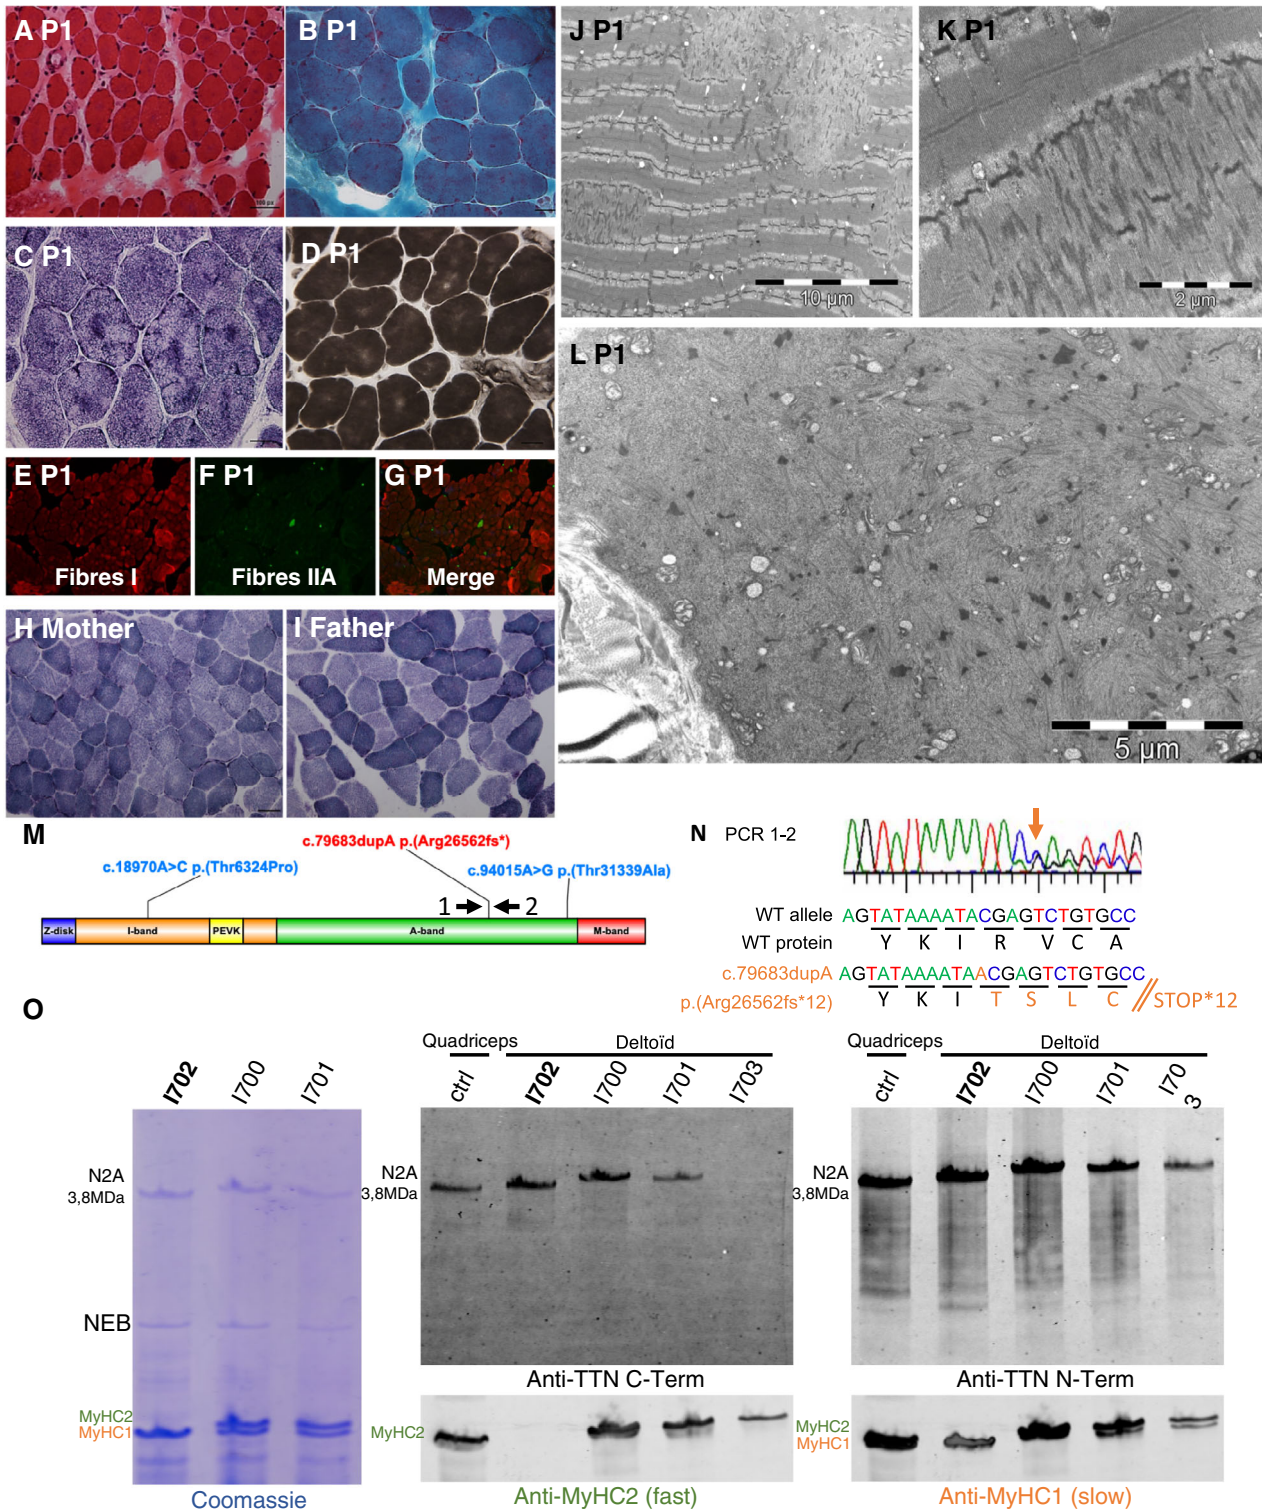 A P1
B P1
C P1
D P1
E P1
Fibres I
F P1
Fibres IIA
G P1
Merge
H Mother
I Father
J P1
10 µm
K P1
2 µm
L P1
5 µm
M
c.79683dupA p.(Arg26562fs*)
c.18970A>C p.(Thr6324Pro)
c.94015A>G p.(Thr31339Ala)
1
2
Z-disk
I-band
PEVK
A-band
M-band
N PCR 1-2
WT allele AGTATAAAATACGAGTCTGTGCC
WT protein Y K I R V C A
c.79683dupA AGTATAAAATAACGAGTCTGTGCC
p.(Arg26562fs*12) Y K I T S L C STOP*12
O
I702
I700
I701
N2A
3,8MDa
NEB
MyHC2
MyHC1
Coomassie
Quadriceps
Deltoïd
ctrl
I702
I700
I701
I703
N2A
3,8MDa
Anti-TTN C-Term
MyHC2
Anti-MyHC2 (fast)
Quadriceps
Deltoïd
ctrl
I702
I700
I701
I70
3
N2A
3,8MDa
Anti-TTN N-Term
MyHC2
MyHC1
Anti-MyHC1 (slow)